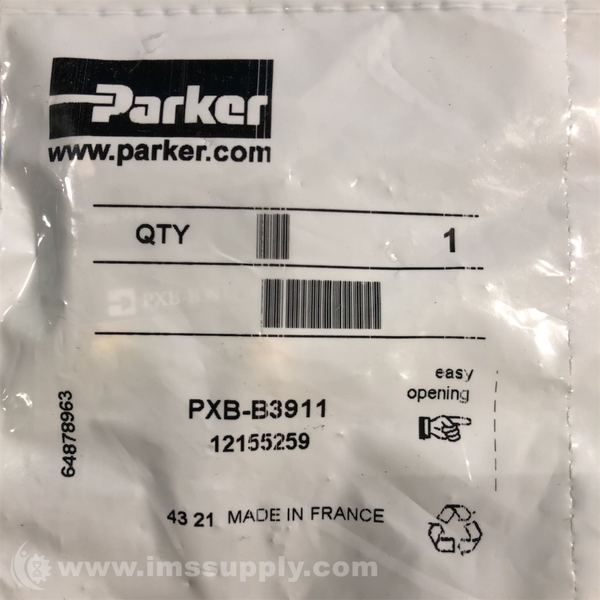 Parker
www.parker.com
QTY 1
easy
opening
PXB-B3911
12155259
64878963
43 21 MADE IN FRANCE
www.imssupply.com